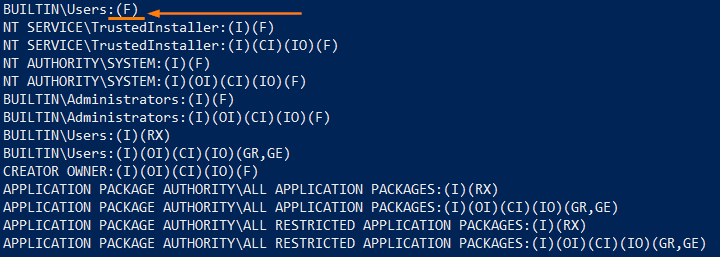 BUILTIN\Users:(F)
NT SERVICE\TrustedInstaller:(I)(F)
NT SERVICE\TrustedInstaller:(I)(CI)(IO)(F)
NT AUTHORITY\SYSTEM:(I)(F)
NT AUTHORITY\SYSTEM:(I)(OI)(CI)(IO)(F)
BUILTIN\Administrators:(I)(F)
BUILTIN\Administrators:(I)(OI)(CI)(IO)(F)
BUILTIN\Users:(I)(RX)
BUILTIN\Users:(I)(OI)(CI)(IO)(GR,GE)
CREATOR OWNER:(I)(OI)(CI)(IO)(F)
APPLICATION PACKAGE AUTHORITY\ALL APPLICATION PACKAGES:(I)(RX)
APPLICATION PACKAGE AUTHORITY\ALL APPLICATION PACKAGES:(I)(OI)(CI)(IO)(GR,GE)
APPLICATION PACKAGE AUTHORITY\ALL RESTRICTED APPLICATION PACKAGES:(I)(RX)
APPLICATION PACKAGE AUTHORITY\ALL RESTRICTED APPLICATION PACKAGES:(I)(OI)(CI)(IO)(GR,GE)